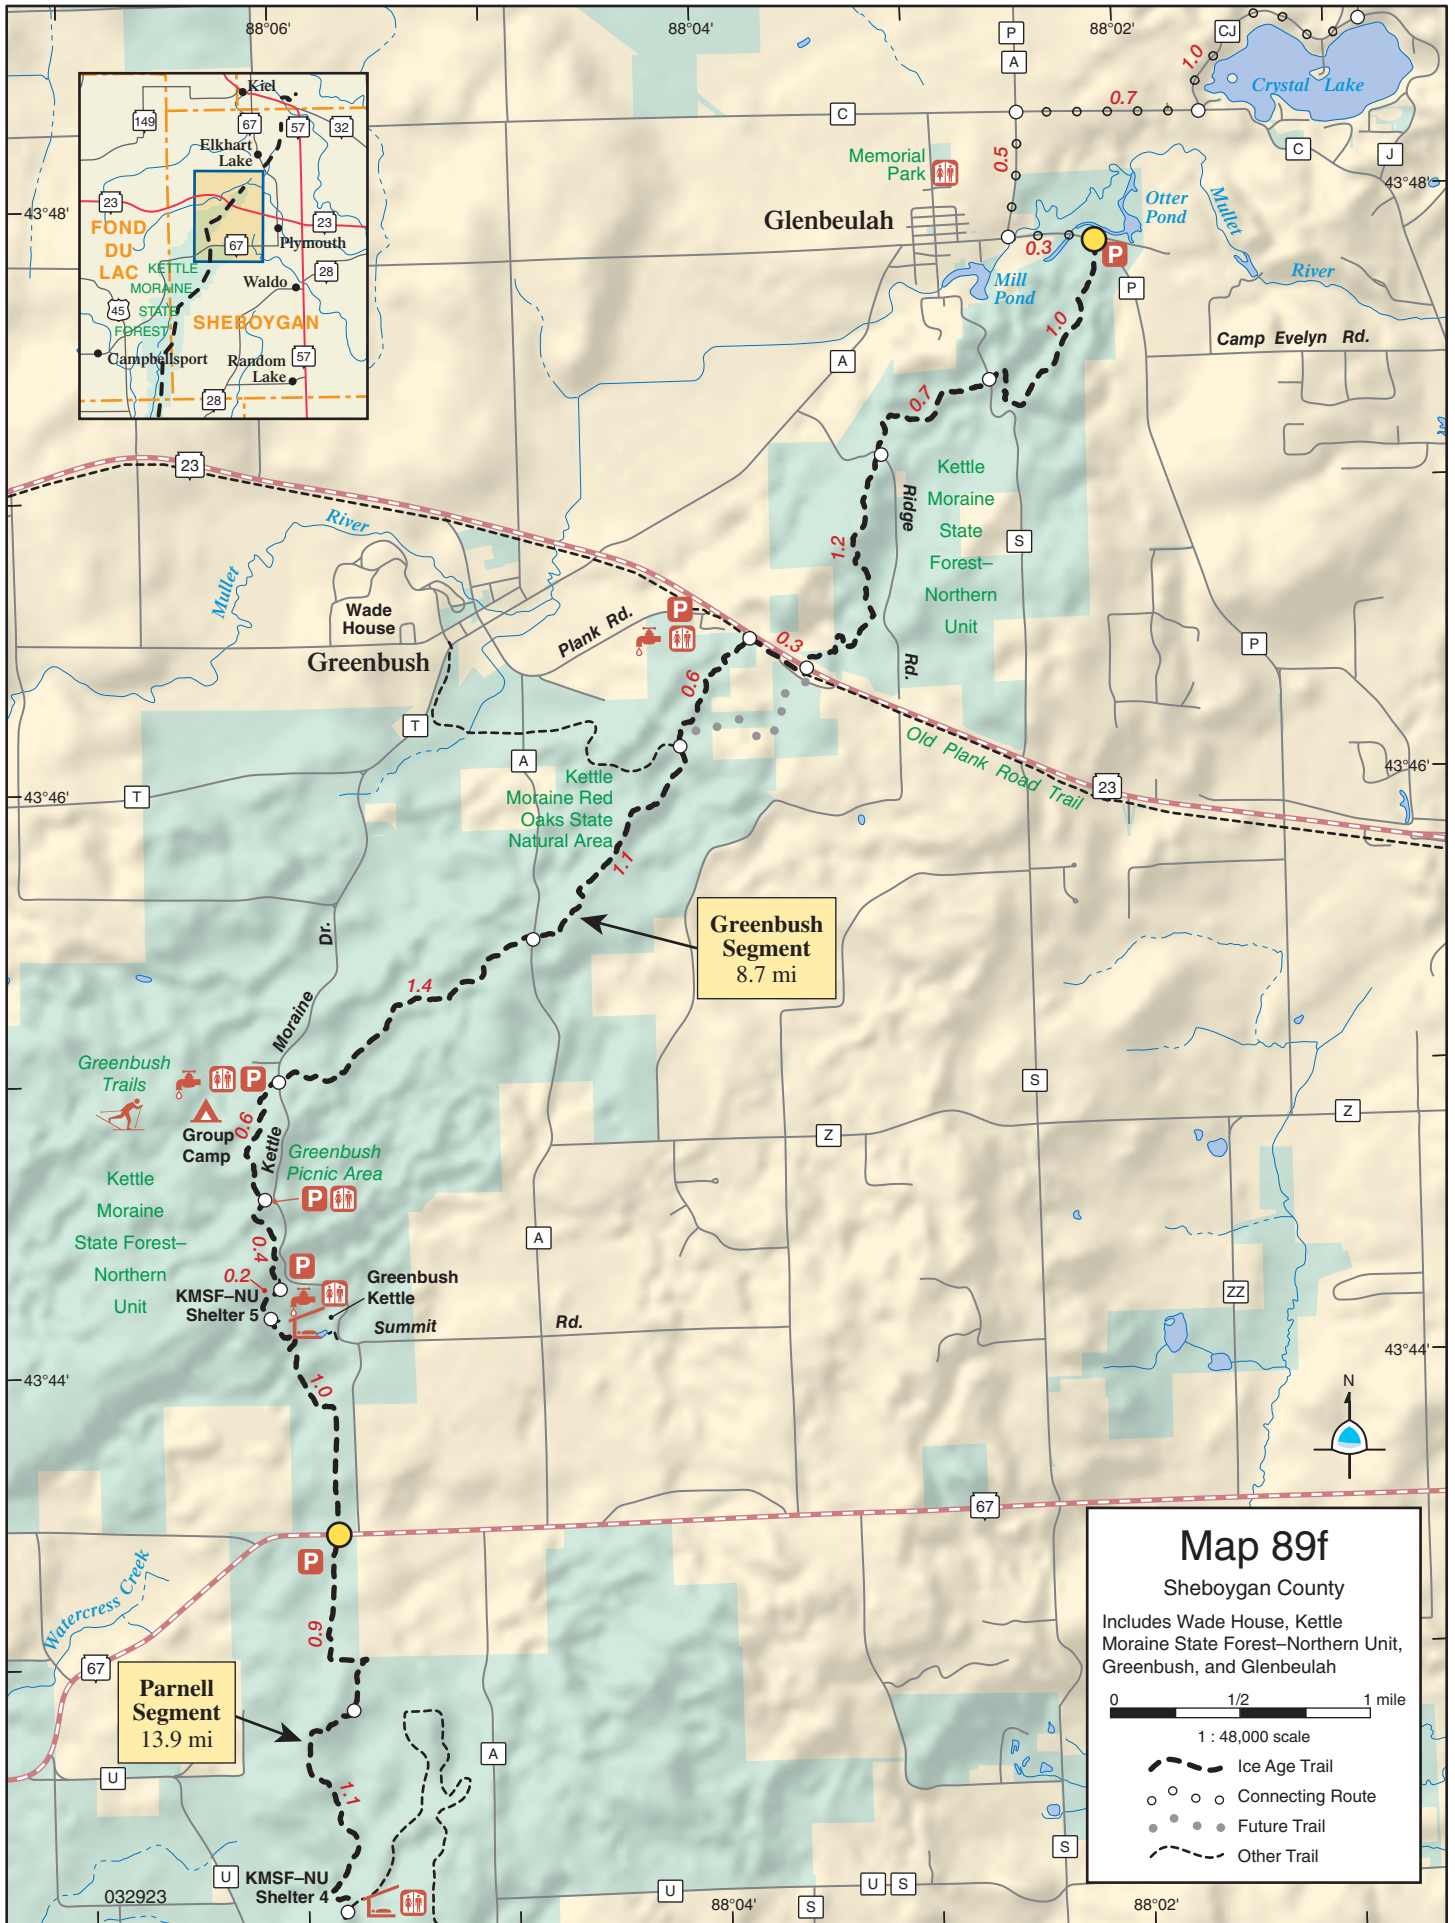 88°06'
88°04'
88°02'
P
A
CJ
1.0
Crystal Lake
0.7
C
C
J
43°48'
Memorial
Park
0.5
Glenbeulah
Otter
Pond
Mullet
River
0.3
P
Mill
Pond
P
1.0
Camp Evelyn Rd.
A
0.7
Kiel
149
67
57
32
Elkhart
Lake
23
23
FOND
DU
LAC
67
Plymouth
KETTLE
MORAINE
STATE
FOREST
28
Waldo
45
SHEBOYGAN
Campbellsport
Random
Lake
57
28
43°48'
23
River
Mullet
Wade
House
Greenbush
Plank Rd.
P
0.3
0.6
1.2
Ridge
Rd.
Kettle
Moraine
State
Forest–
Northern
Unit
S
P
T
T
A
Kettle
Moraine Red
Oaks State
Natural Area
Old Plank Road Trail
23
43°46'
43°46'
1.1
Greenbush
Segment
8.7 mi
Dr.
Moraine
1.4
Greenbush
Trails
P
Group
Camp
0.6
Kettle
Greenbush
Picnic Area
P
Kettle
Moraine
State Forest–
Northern
Unit
S
Z
Z
A
0.4
0.2
P
KMSF–NU
Shelter 5
Greenbush
Kettle
Summit
Rd.
ZZ
43°44'
43°44'
1.0
N
67
P
Watercress Creek
67
0.9
Parnell
Segment
13.9 mi
U
A
1.1
U
KMSF–NU
Shelter 4
032923
U
U
S
S
S
88°04'
88°02'
Map 89f
Sheboygan County
Includes Wade House, Kettle
Moraine State Forest–Northern Unit,
Greenbush, and Glenbeulah
0 1/2 1 mile
1 : 48,000 scale
Ice Age Trail
Connecting Route
Future Trail
Other Trail